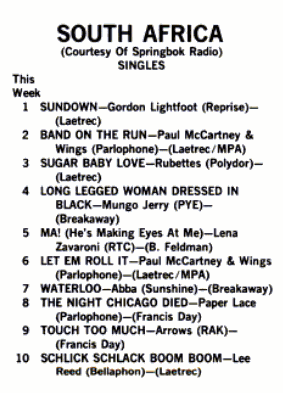 SOUTH AFRICA
(Courtesy Of Springbok Radio)
SINGLES
This
Week
1 SUNDOWN—Gordon Lightfoot (Reprise)—
(Laetrec)
2 BAND ON THE RUN—Paul McCartney &
Wings (Parlophone)—(Laetrec/MPA)
3 SUGAR BABY LOVE—Rubettes (Polydor)—
(Laetrec)
4 LONG LEGGED WOMAN DRESSED IN
BLACK—Mungo Jerry (PYE)—
(Breakaway)
5 MA! (He's Making Eyes At Me)—Lena
Zavaroni (RTC)—(B. Feldman)
6 LET EM ROLL IT—Paul McCartney & Wings
(Parlophone)—(Laetrec/MPA)
7 WATERLOO—Abba (Sunshine)—(Breakaway)
8 THE NIGHT CHICAGO DIED—Paper Lace
(Parlophone)—(Francis Day)
9 TOUCH TOO MUCH—Arrows (RAK)—
(Francis Day)
10 SCHLICK SCHLACK BOOM BOOM—Lee
Reed (Bellaphon)—(Laetrec)